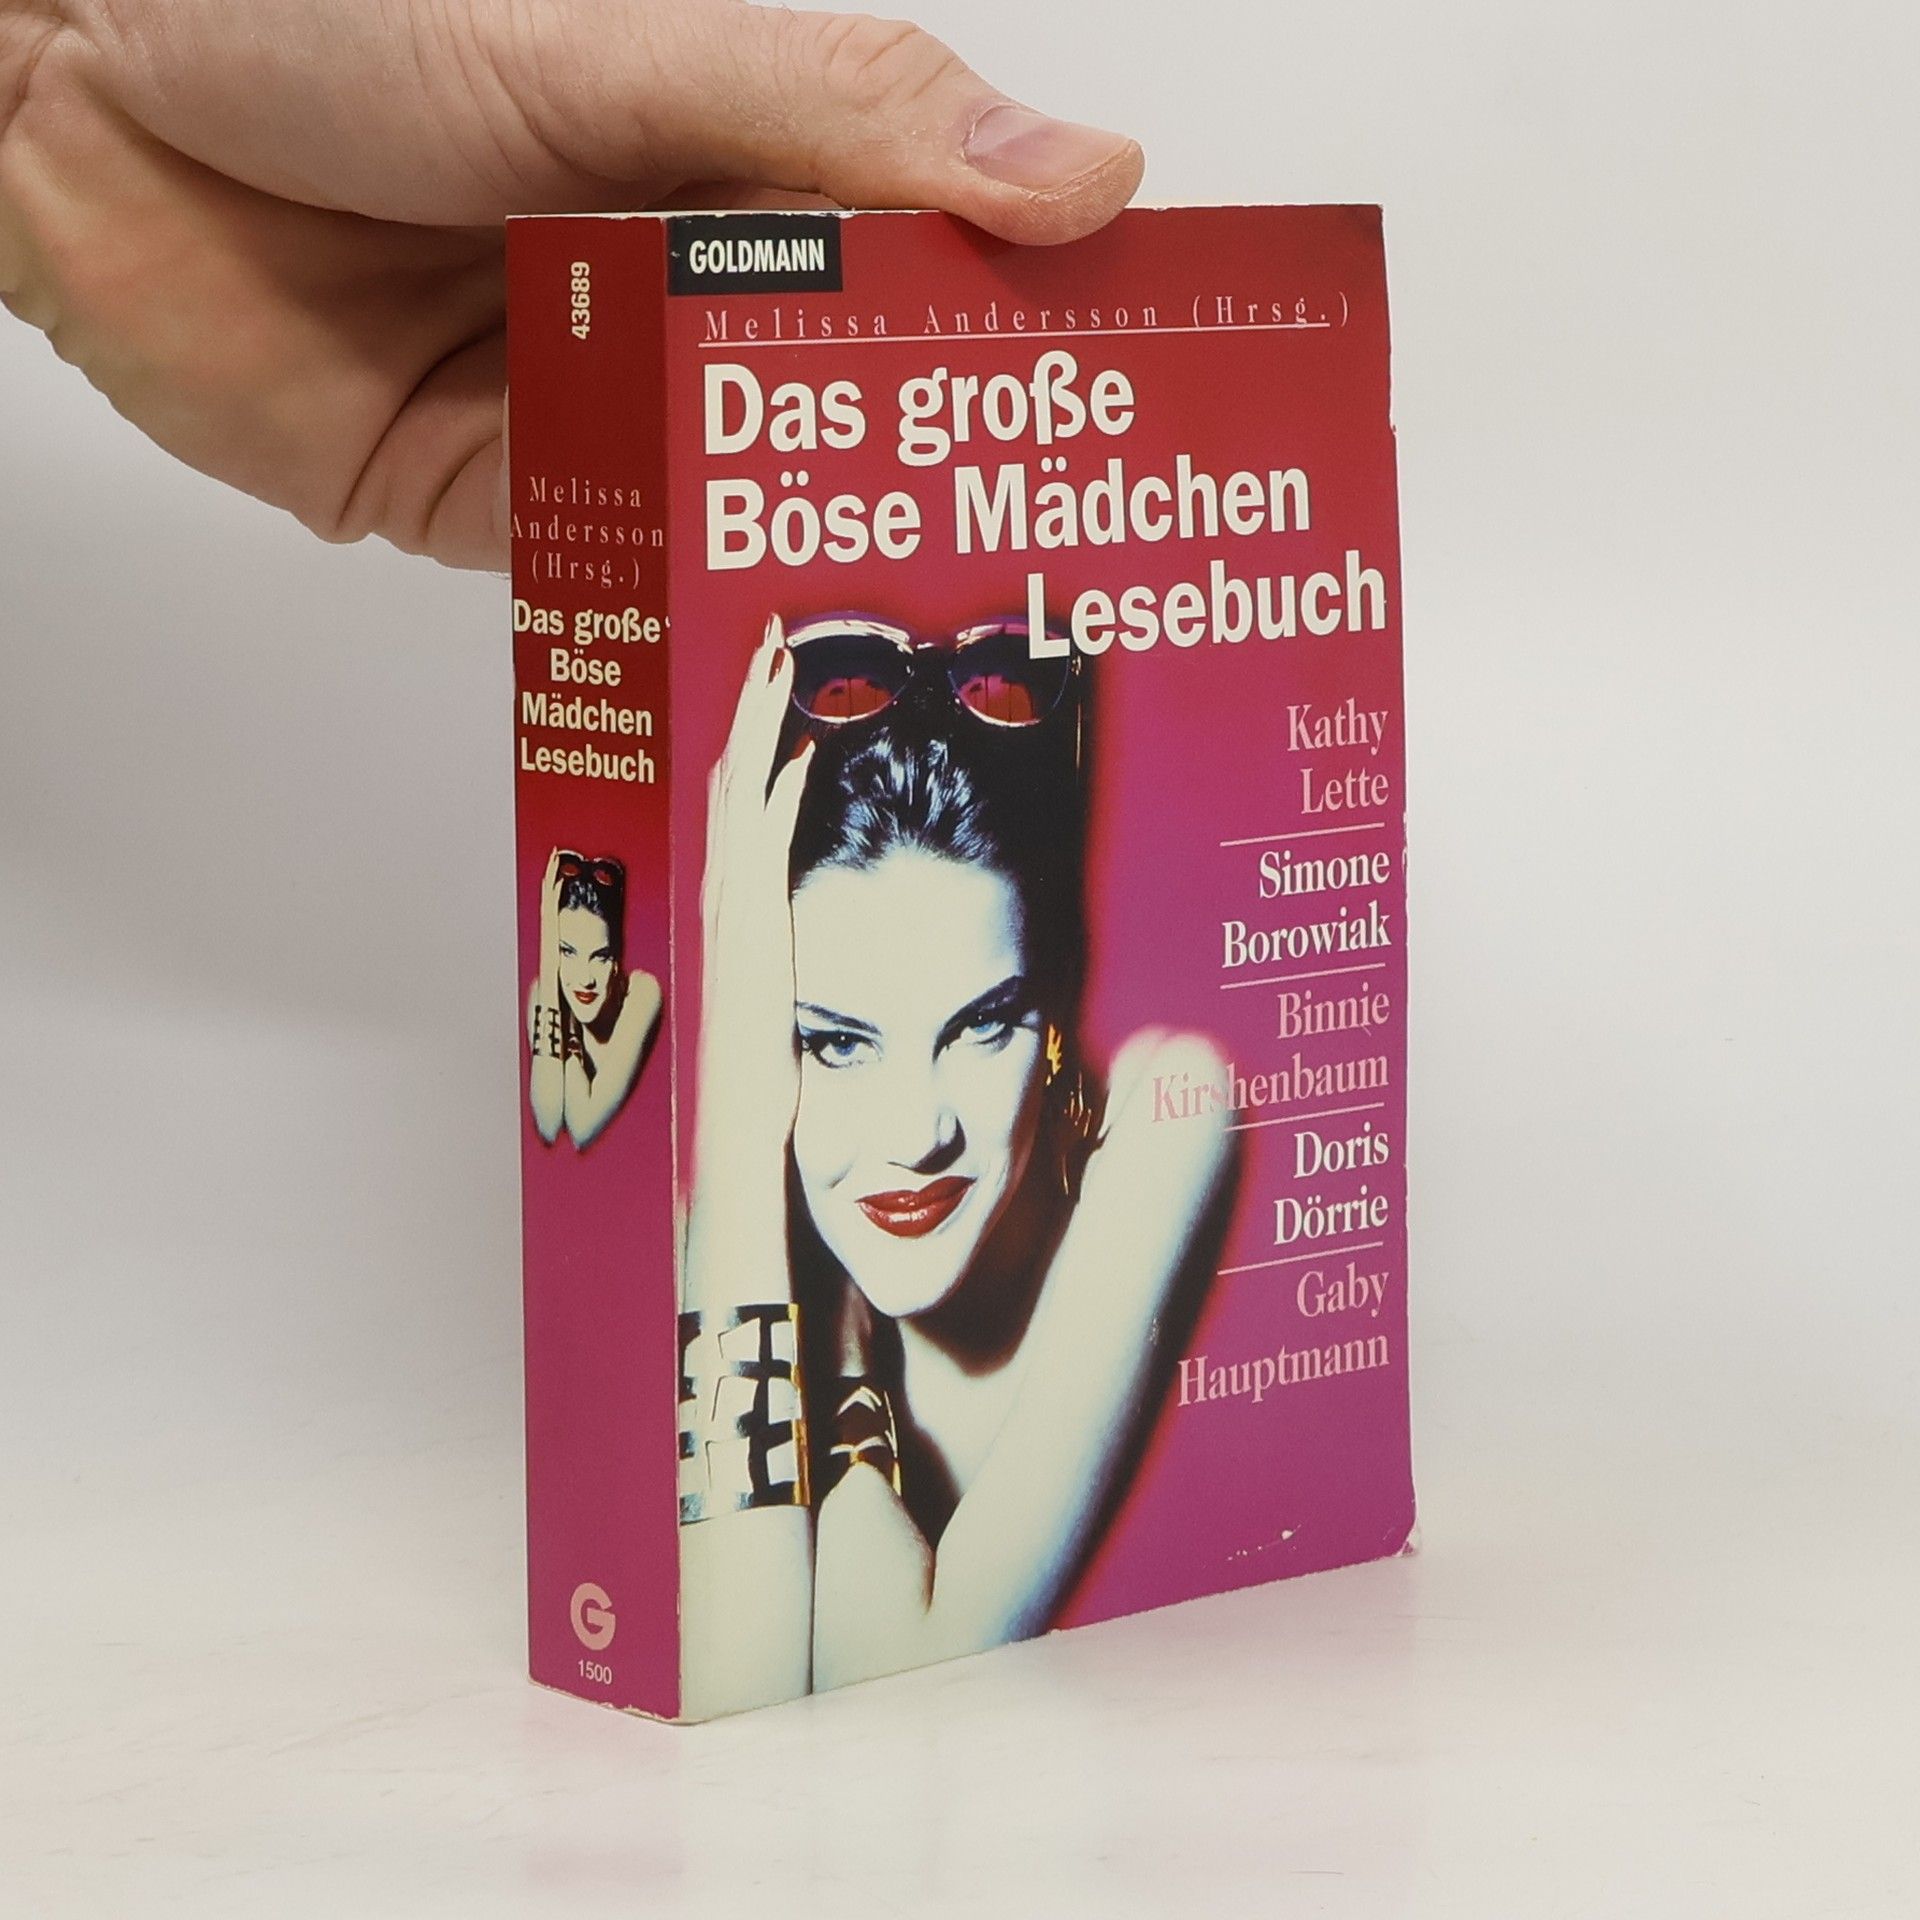 43689
Melissa
Andersson
(Hrsg.)
Das große
Böse
Mädchen
Lesebuch
G
1500
GOLDMANN
Melissa Andersson (Hrsg.)
Das große
Böse Mädchen
Lesebuch
Kathy
Lette
Simone
Borowiak
Binnie
Kirshenbaum
Doris
Dörrie
Gaby
Hauptmann